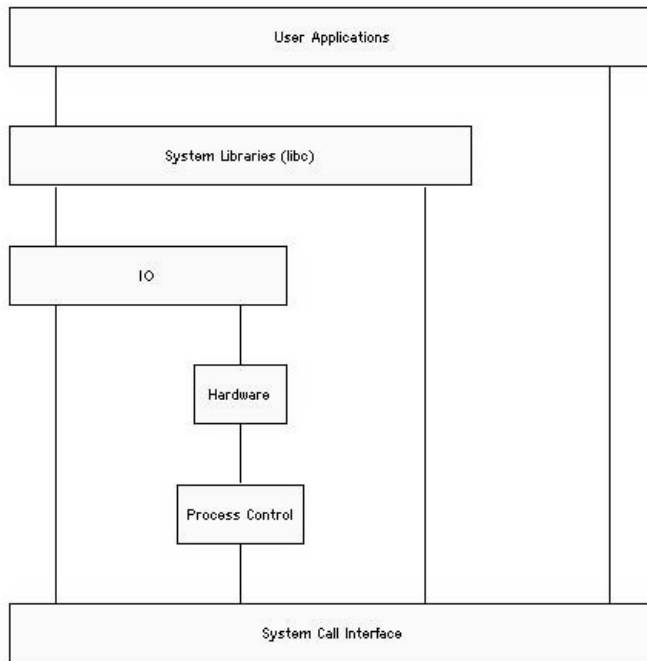 User Applications
System Libraries (libc)
IO
Hardware
Process Control
System Call Interface